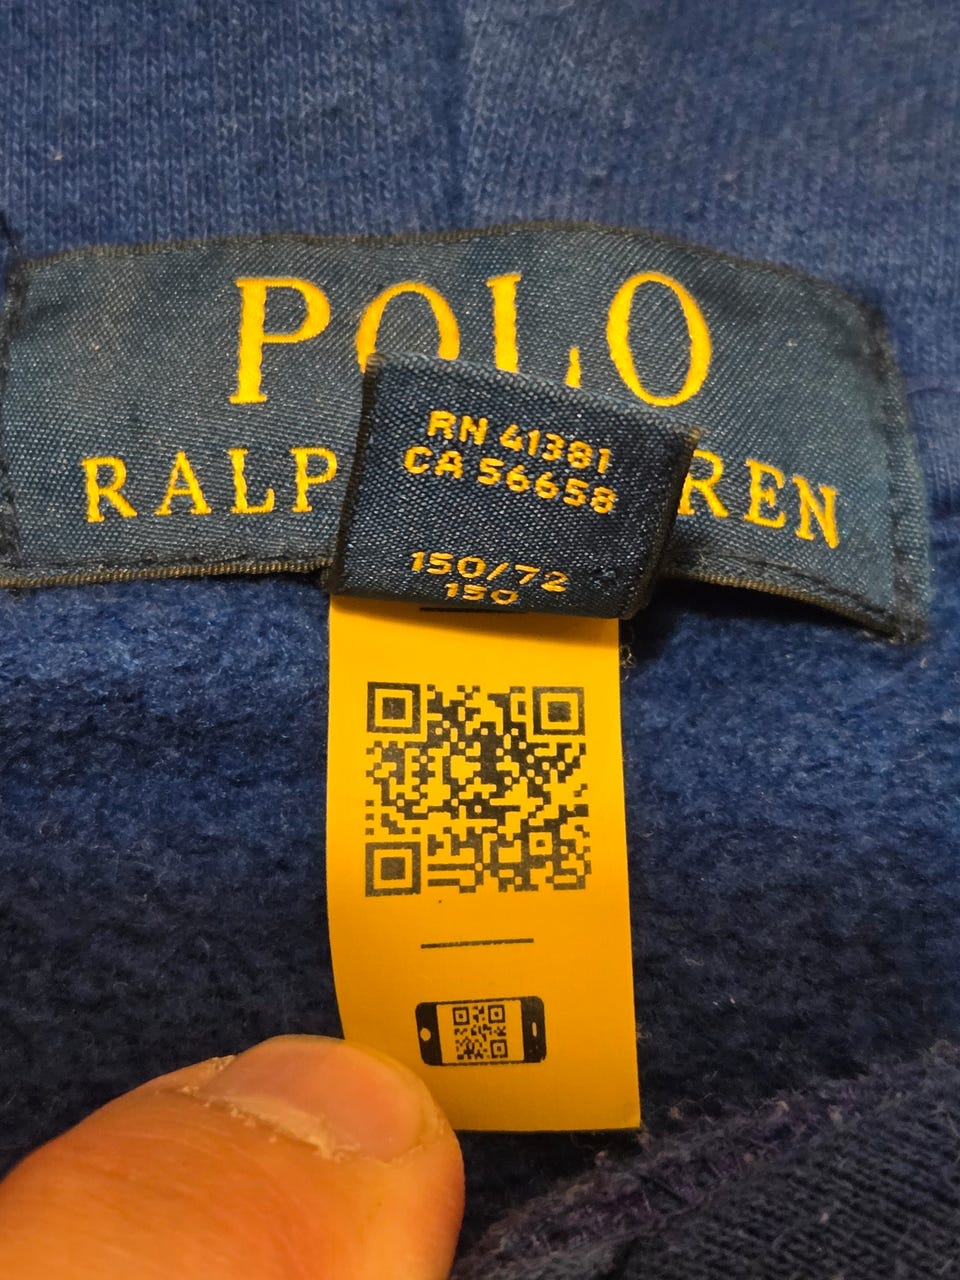 POLO
RALP REN
RN 41381
CA 56658
150/72
150